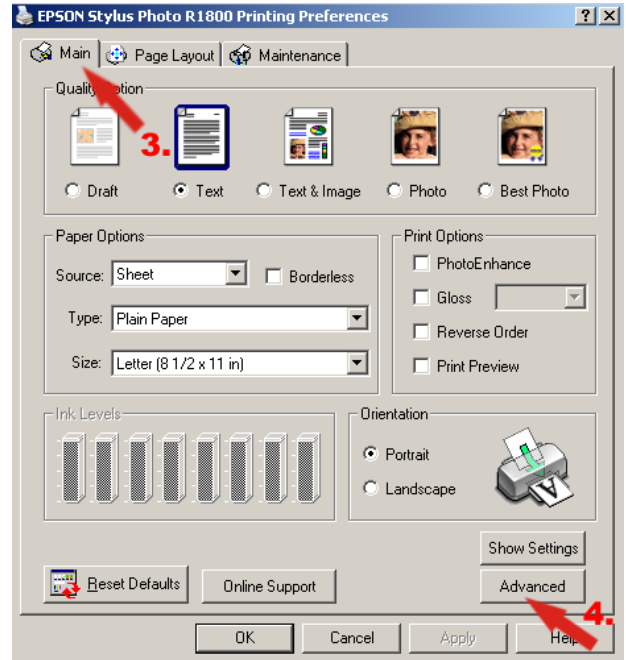 EPSON Stylus Photo R1800 Printing Preferences
Main Page Layout Maintenance
Quality Option
3.
Draft Text Text & Image Photo Best Photo
Paper Options
Source: Sheet Borderless
Type: Plain Paper
Size: Letter (8 1/2 x 11 in)
Print Options
PhotoEnhance
Gloss
Reverse Order
Print Preview
Ink Levels
Orientation
Portrait
Landscape
Show Settings
Reset Defaults Online Support Advanced
4.
OK Cancel Apply Help